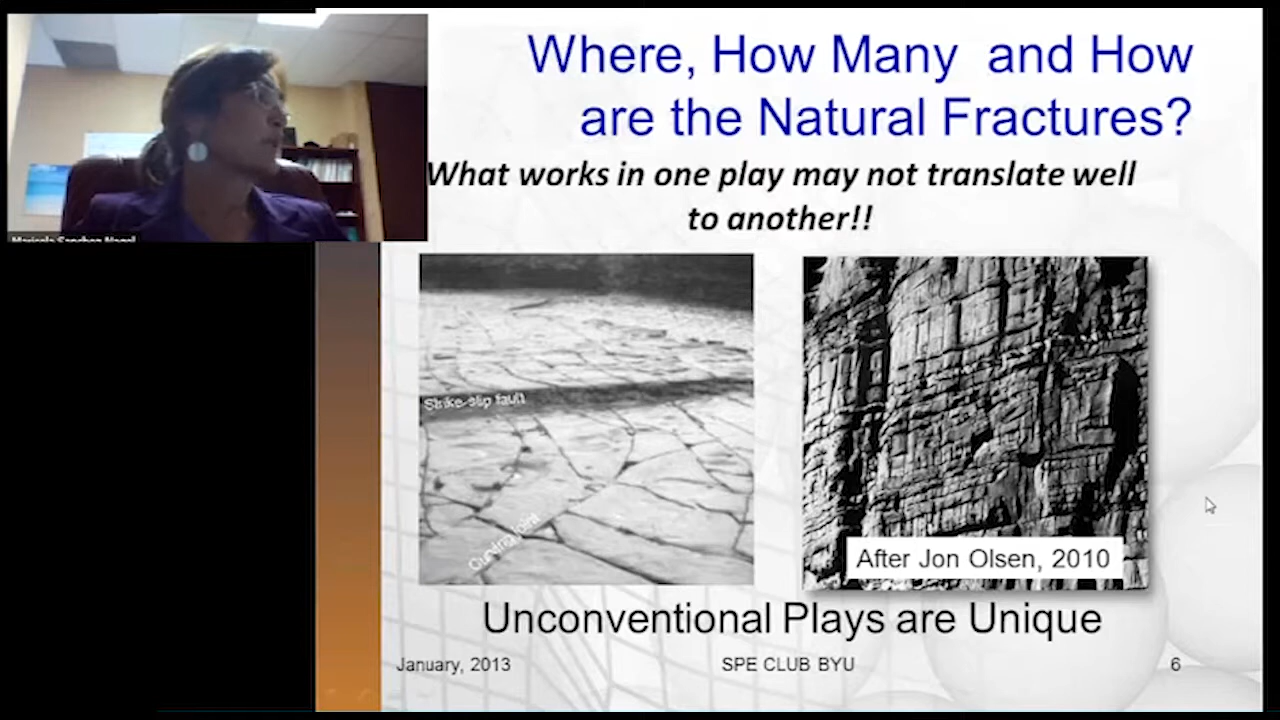 Where, How Many and How
are the Natural Fractures?
What works in one play may not translate well
to another!!
Strike-slip fault
joint
After Jon Olsen, 2010
Unconventional Plays are Unique
January, 2013
SPE CLUB BYU
6